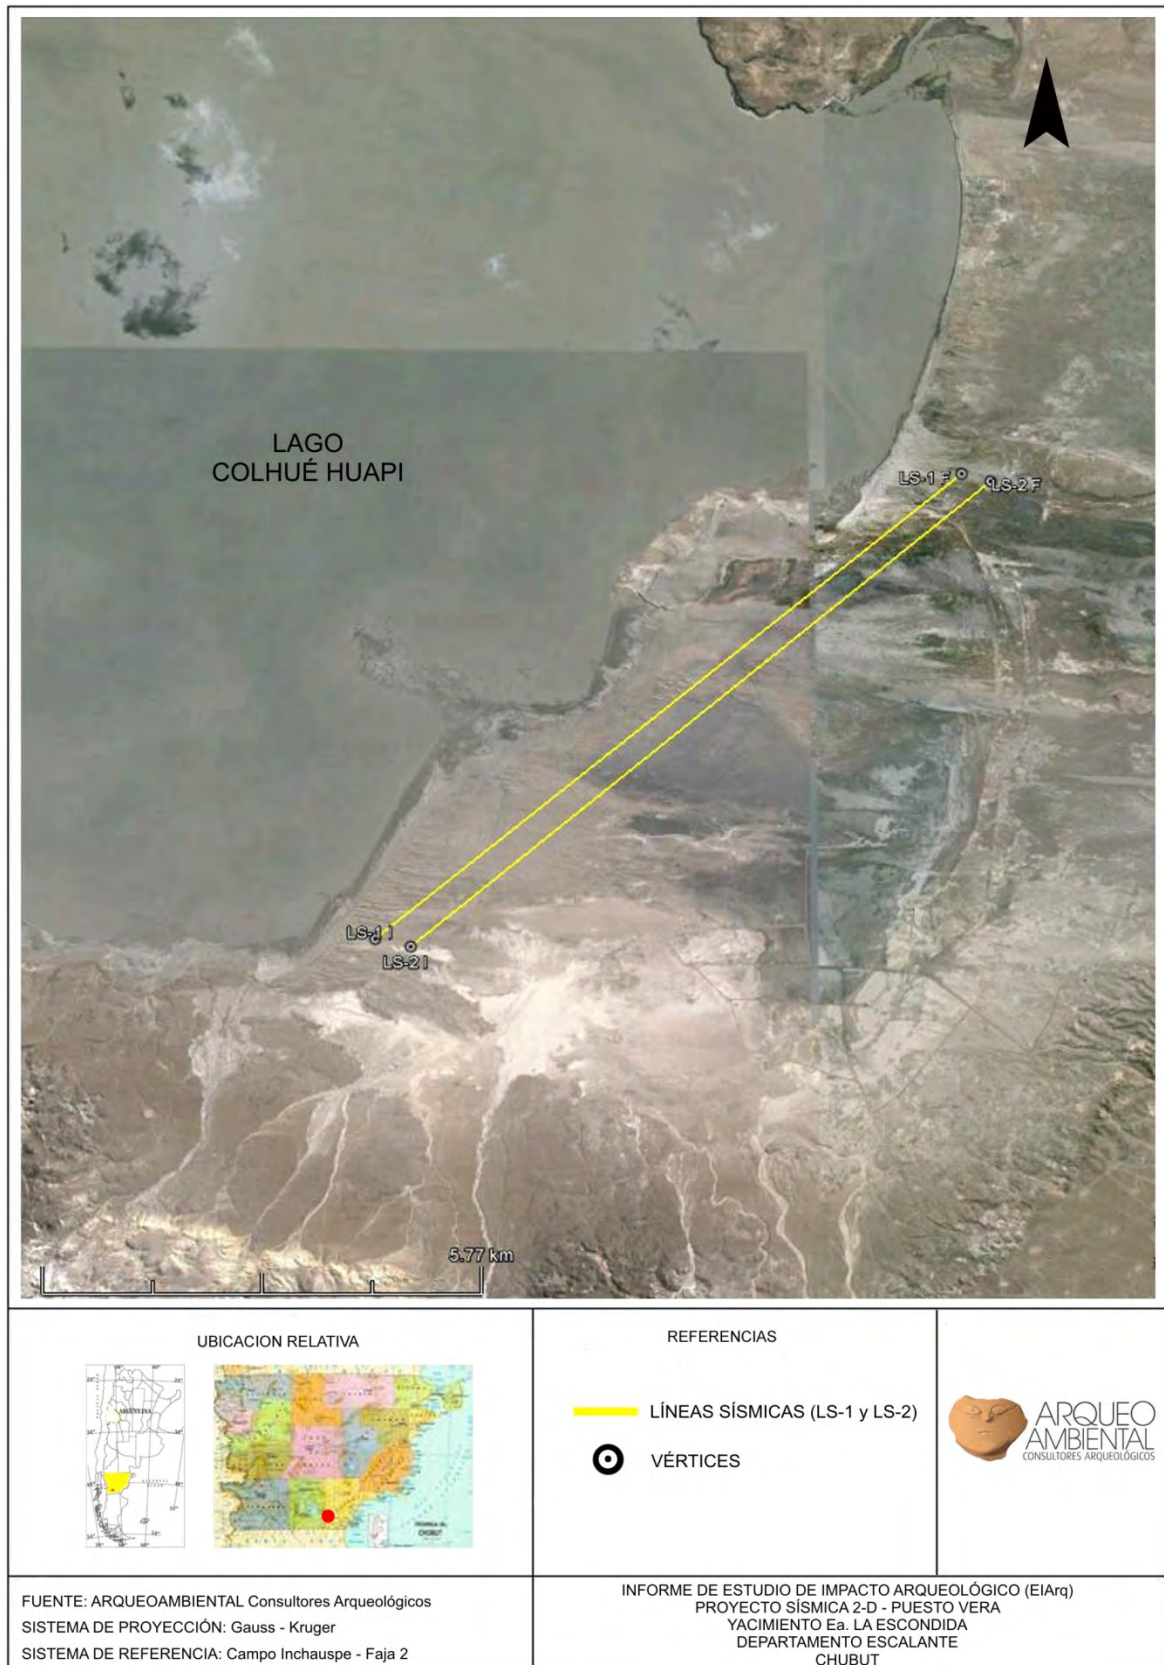 LAGO
COLHUÉ HUAPI
LS-1 F
LS-2 F
LS-1 I
LS-2 I
5.77 km
UBICACION RELATIVA
ARGENTINA
CHUBUT
REFERENCIAS
LÍNEAS SÍSMICAS (LS-1 y LS-2)
VÉRTICES
ARQUEO
AMBIENTAL
CONSULTORES ARQUEOLÓGICOS
FUENTE: ARQUEOAMBIENTAL Consultores Arqueológicos
SISTEMA DE PROYECCIÓN: Gauss - Kruger
SISTEMA DE REFERENCIA: Campo Inchauspe - Faja 2
INFORME DE ESTUDIO DE IMPACTO ARQUEOLÓGICO (EIArq)
PROYECTO SÍSMICA 2-D - PUESTO VERA
YACIMIENTO Ea. LA ESCONDIDA
DEPARTAMENTO ESCALANTE
CHUBUT